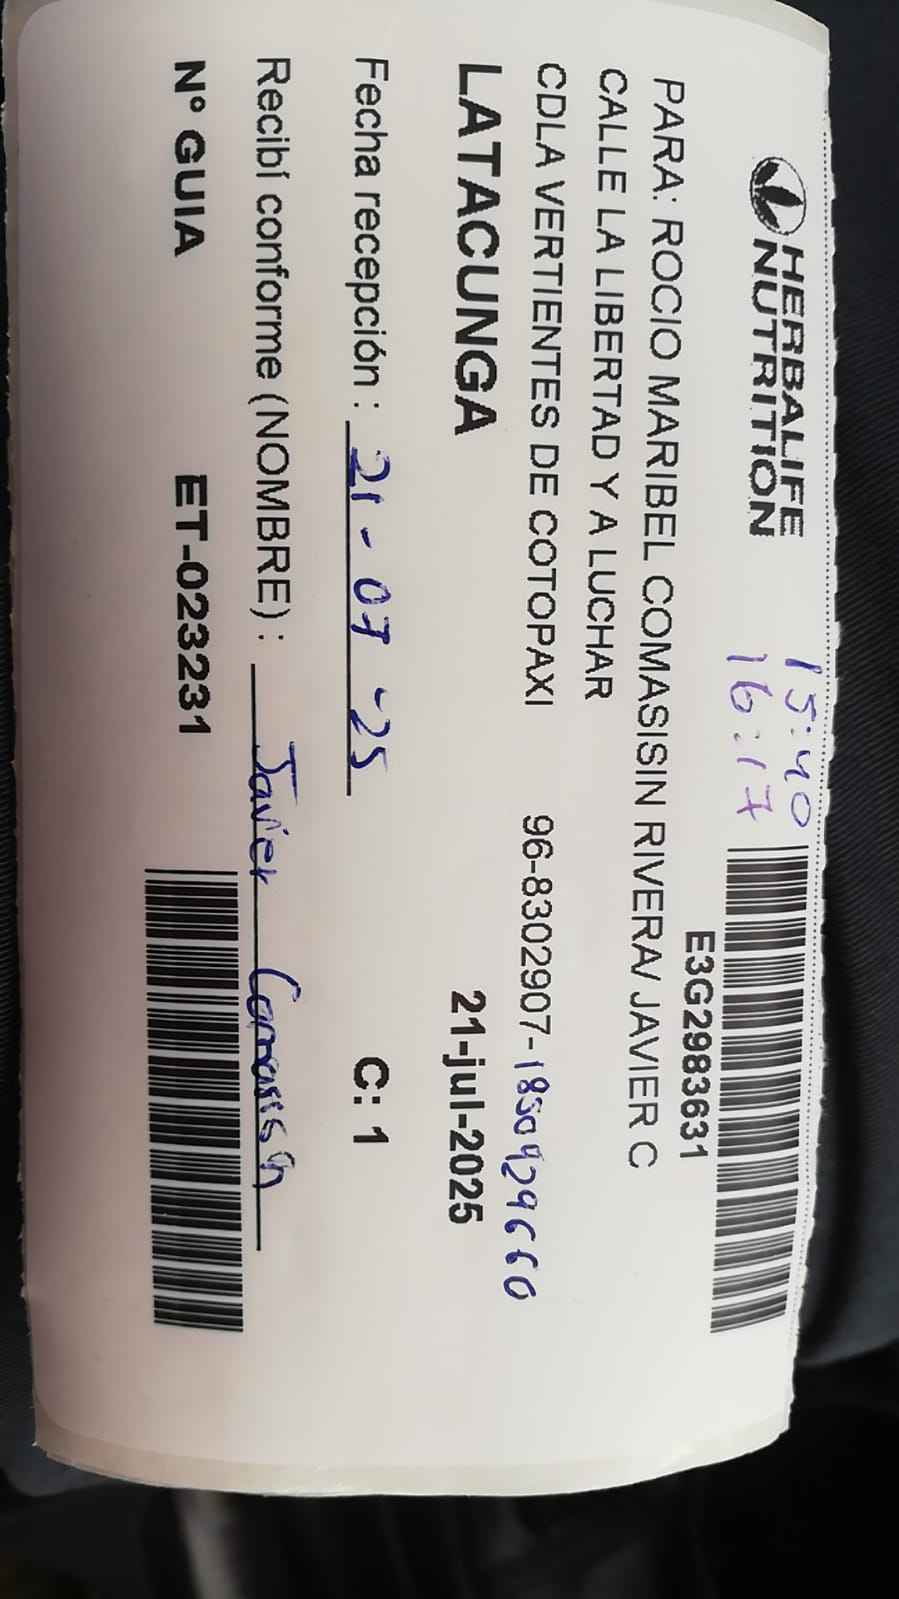 HERBALIFE
NUTRITION
15:40
16:17
E3G2983631
PARA: ROCIO MARIBEL COMASISIN RIVERA/ JAVIER C
CALLE LA LIBERTAD Y A LUCHAR
CDLA VERTIENTES DE COTOPAXI 96-8302907-1850429660
LATACUNGA 21-jul-2025
Fecha recepción : 21-07-25 C: 1
Recibí conforme (NOMBRE) : Javier Comasisin
N° GUIA ET-023231